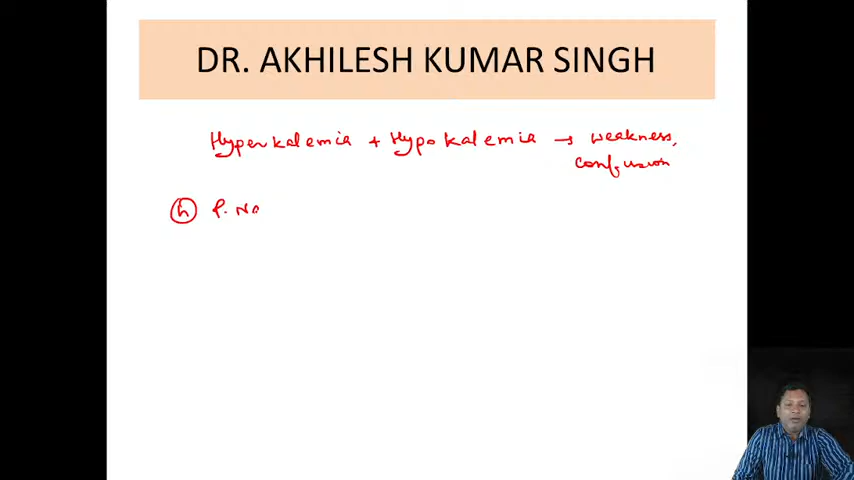 DR. AKHILESH KUMAR SINGH
Hyperkalemia + Hypokalemia → weakness,
confusion
(h) P. Na